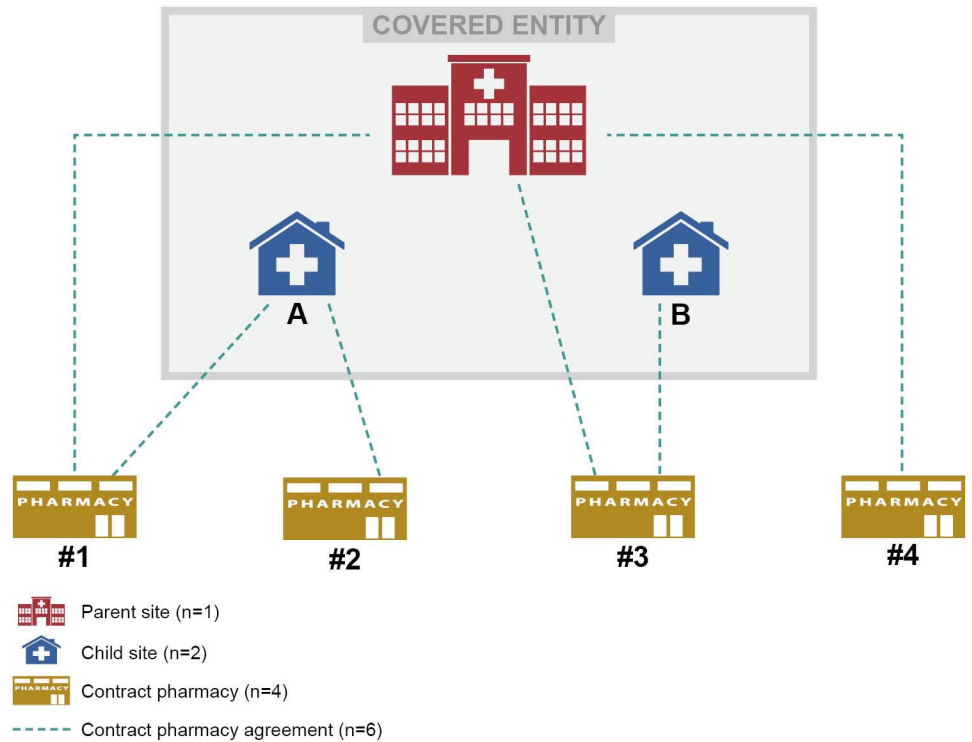 COVERED ENTITY
A
B
PHARMACY
PHARMACY
PHARMACY
PHARMACY
#1
#2
#3
#4
Parent site (n=1)
Child site (n=2)
PHARMACY
Contract pharmacy (n=4)
Contract pharmacy agreement (n=6)